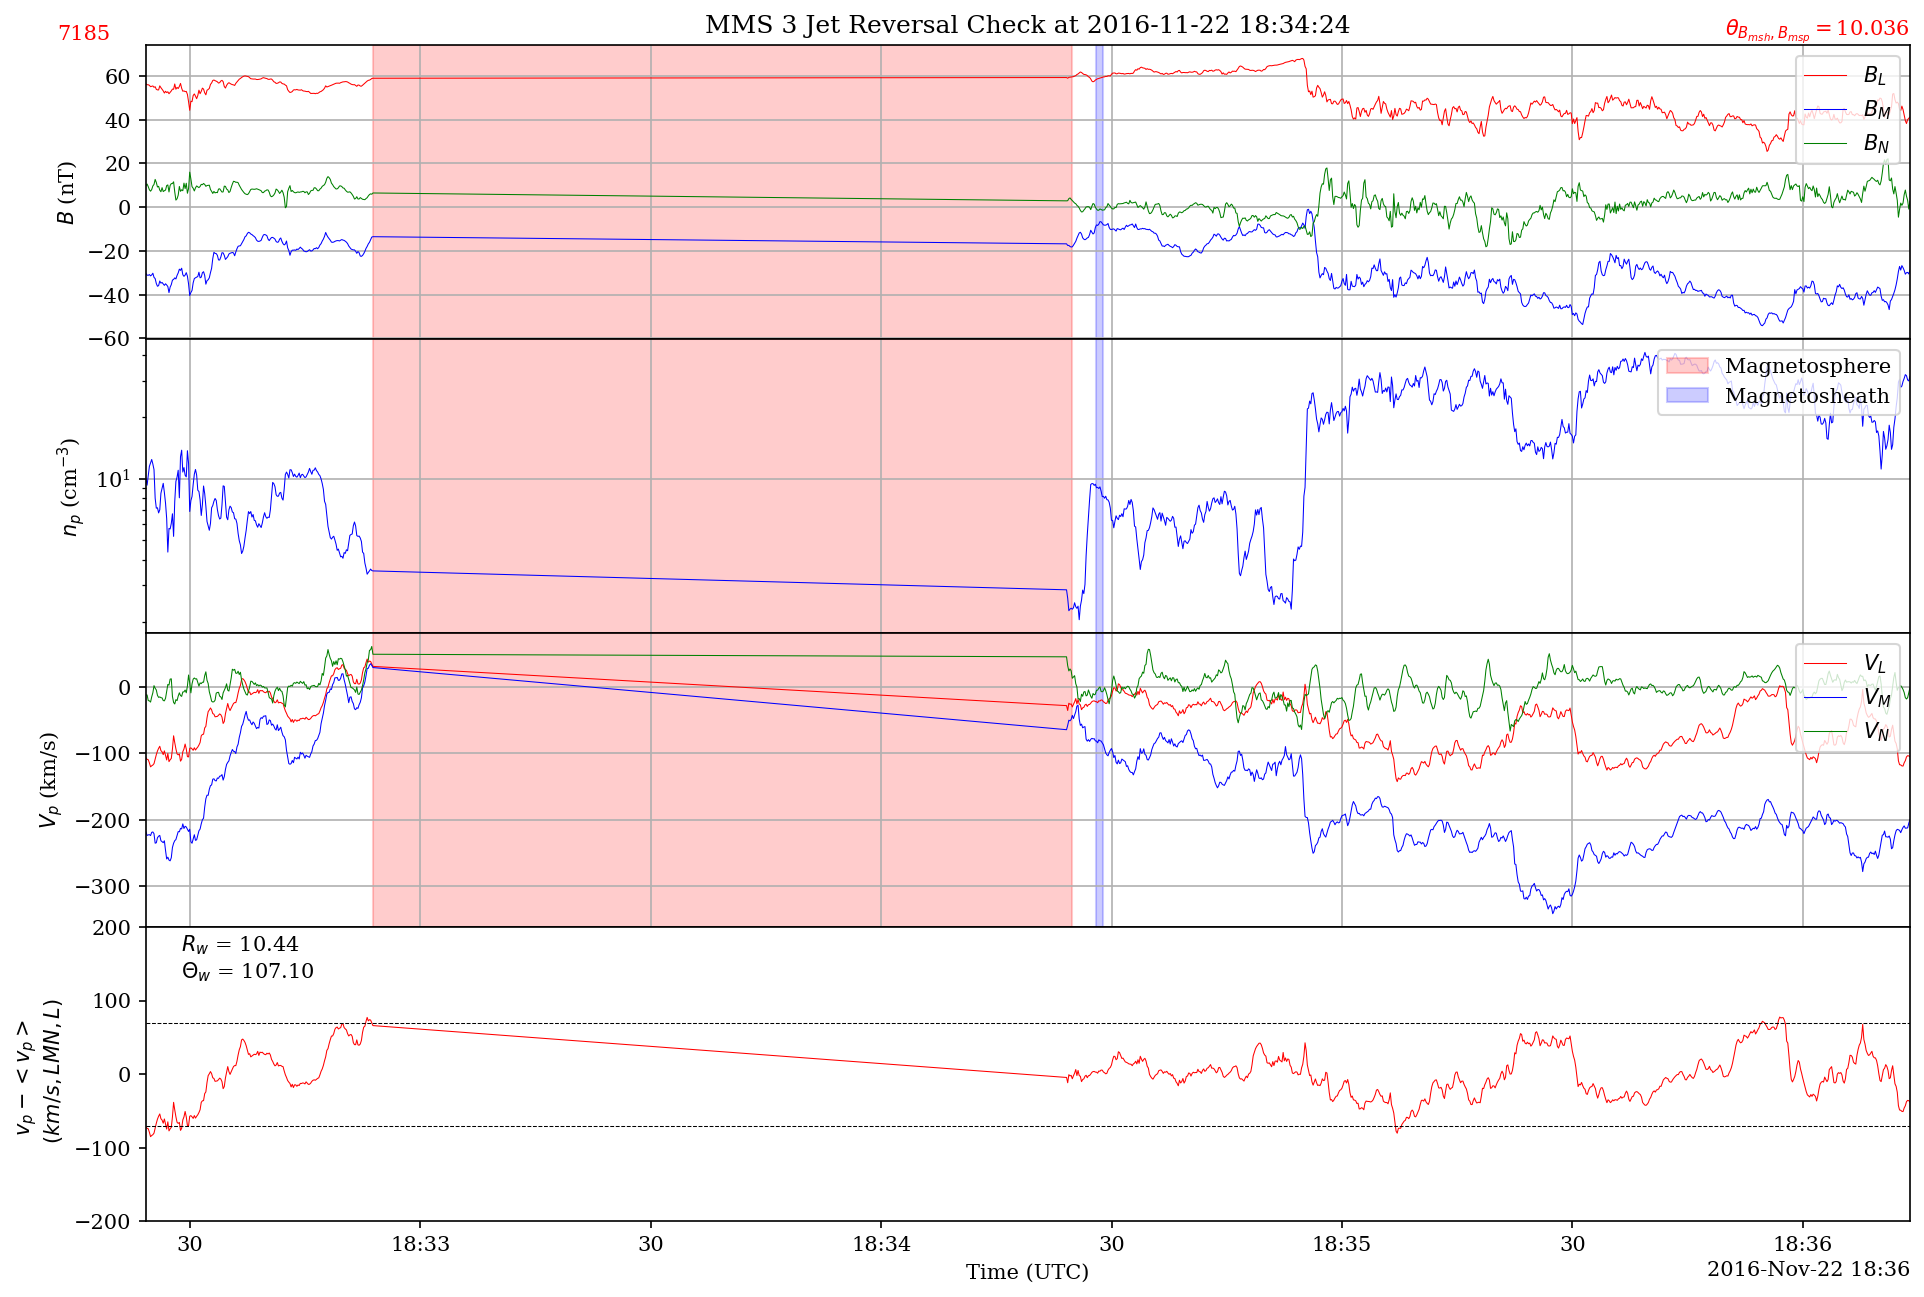 MMS 3 Jet Reversal Check at 2016-11-22 18:34:24
7185
θ_{B_{msh}, B_{msp}} = 10.036
60
40
20
0
−20
−40
−60
B (nT)
B_L
B_M
B_N
10^1
n_p (cm^{−3})
Magnetosphere
Magnetosheath
0
−100
−200
−300
V_p (km/s)
V_L
V_M
V_N
200
100
0
−100
−200
v_p − < v_p >
(km/s, LMN, L)
R_w = 10.44
Θ_w = 107.10
30 18:33 30 18:34 30 18:35 30 18:36
Time (UTC)
2016-Nov-22 18:36